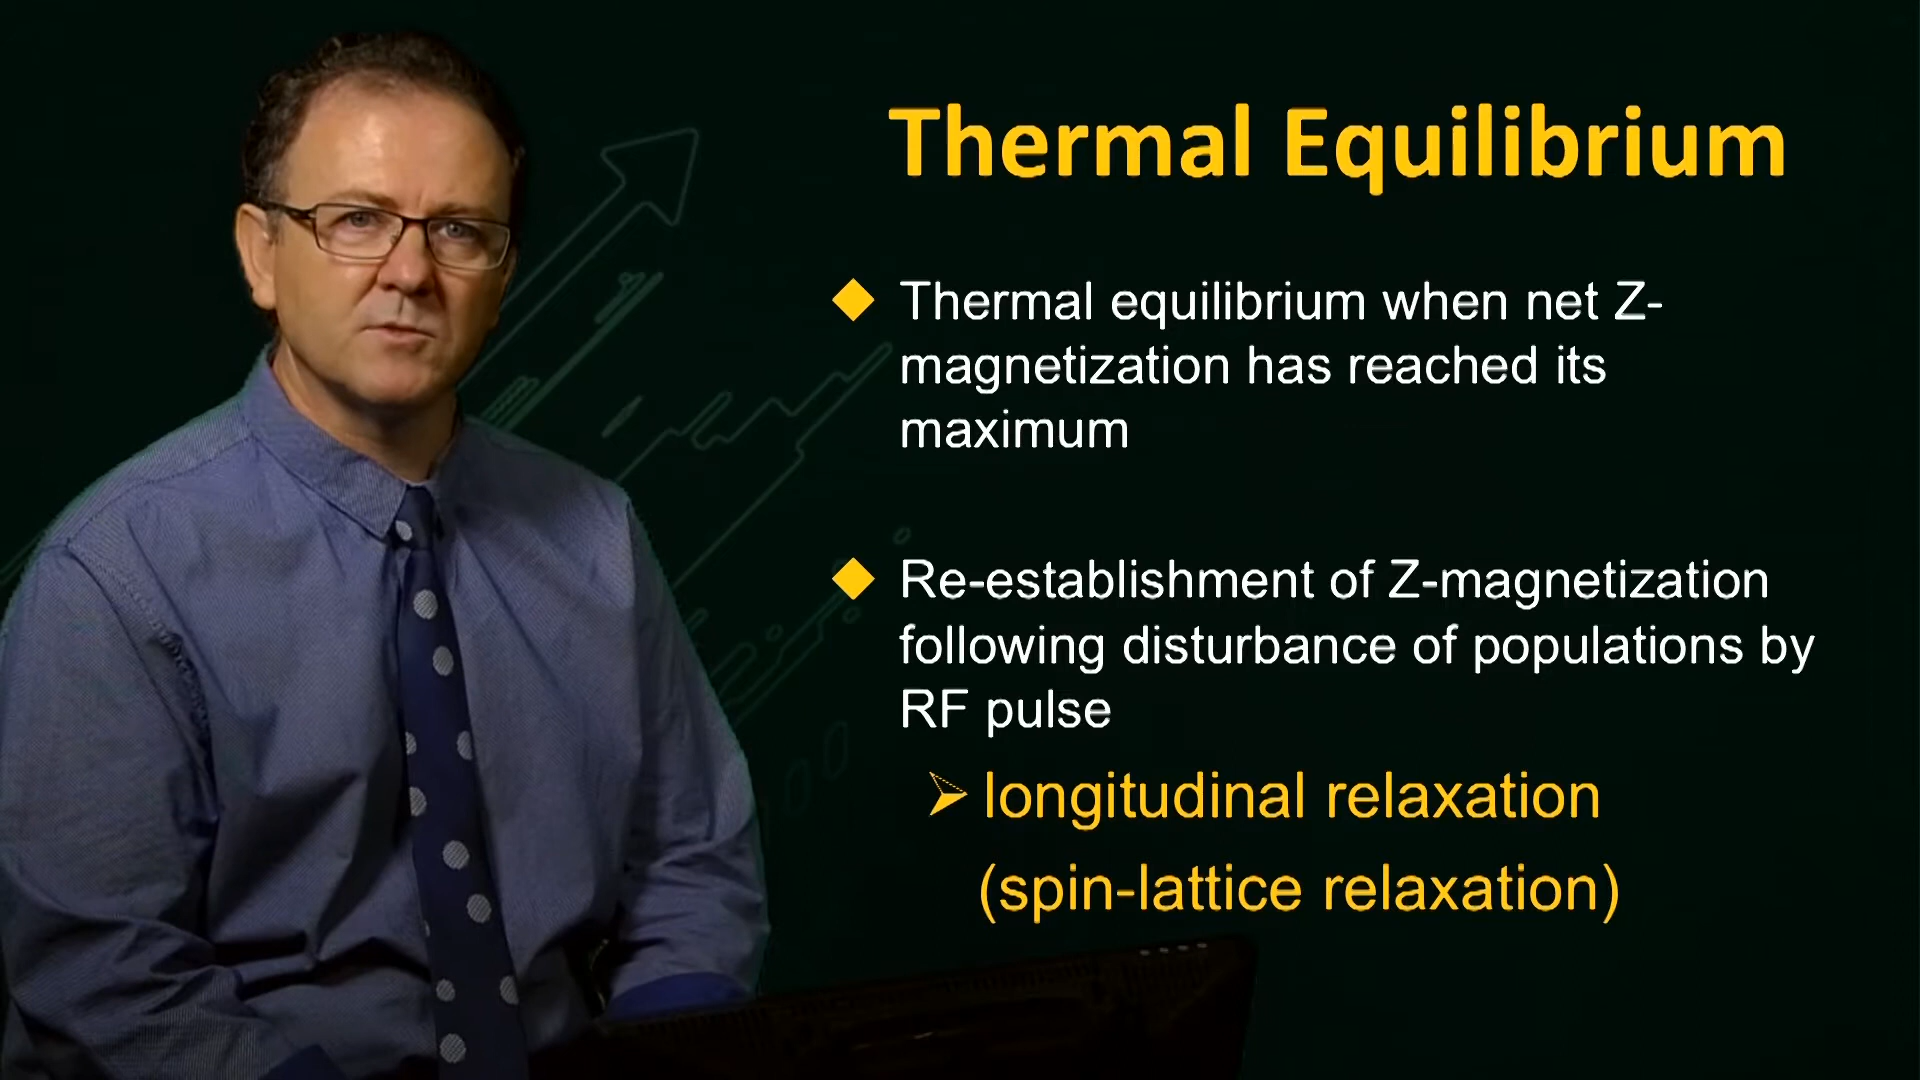 Thermal Equilibrium
Thermal equilibrium when net Z-
magnetization has reached its
maximum
Re-establishment of Z-magnetization
following disturbance of populations by
RF pulse
longitudinal relaxation
(spin-lattice relaxation)